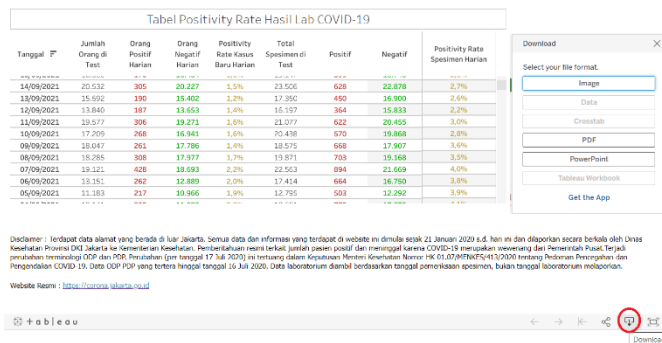 Tabel Positivity Rate Hasil Lab COVID-19
Tanggal Jumlah Orang di Test Orang Positif Harian Orang Negatif Harian Positivity Rate Kasus Baru Harian Total Spesimen di Test Positif Negatif Positivity Rate Spesimen Harian
14/09/2021 20.532 305 20.227 1,5% 23.506 628 22.878 2,7%
13/09/2021 15.592 190 15.402 1,2% 17.350 450 16.900 2,6%
12/09/2021 13.840 187 13.653 1,4% 16.197 364 15.833 2,2%
11/09/2021 19.577 306 19.271 1,6% 21.077 622 20.455 3,0%
10/09/2021 17.209 268 16.941 1,6% 20.438 570 19.868 2,8%
09/09/2021 18.047 261 17.786 1,4% 18.575 668 17.907 3,6%
08/09/2021 18.285 308 17.977 1,7% 19.871 703 19.168 3,5%
07/09/2021 19.121 428 18.693 2,2% 22.563 894 21.669 4,0%
06/09/2021 13.151 262 12.889 2,0% 17.414 664 16.750 3,8%
05/09/2021 11.183 217 10.966 1,9% 12.795 503 12.292 3,9%
Download
Select your file format.
Image
Data
Crosstab
PDF
PowerPoint
Tableau Workbook
Get the App
Disclaimer : Terdapat data alamat yang berada di luar Jakarta. Semua data dan informasi yang terdapat di website ini dimulai sejak 21 Januari 2020 s.d. hari ini dan dilaporkan secara berkala oleh Dinas
Kesehatan Provinsi DKI Jakarta ke Kementerian Kesehatan. Pemberitahuan resmi terkait jumlah pasien positif dan meninggal karena COVID-19 merupakan wewenang dari Pemerintah Pusat.Terjadi
perubahan terminologi ODP dan PDP. Perubahan (per tanggal 17 Juli 2020) ini tertuang dalam Keputusan Menteri Kesehatan Nomor HK 01.07/MENKES/413/2020 tentang Pedoman Pencegahan dan
Pengendalian COVID-19. Data ODP PDP yang tertera hinggal tanggal 16 Juli 2020. Data laboratorium diambil berdasarkan tanggal pemeriksaan spesimen, bukan tanggal laboratorium melaporkan.
Website Resmi : https://corona.jakarta.go.id
+ableau
Download